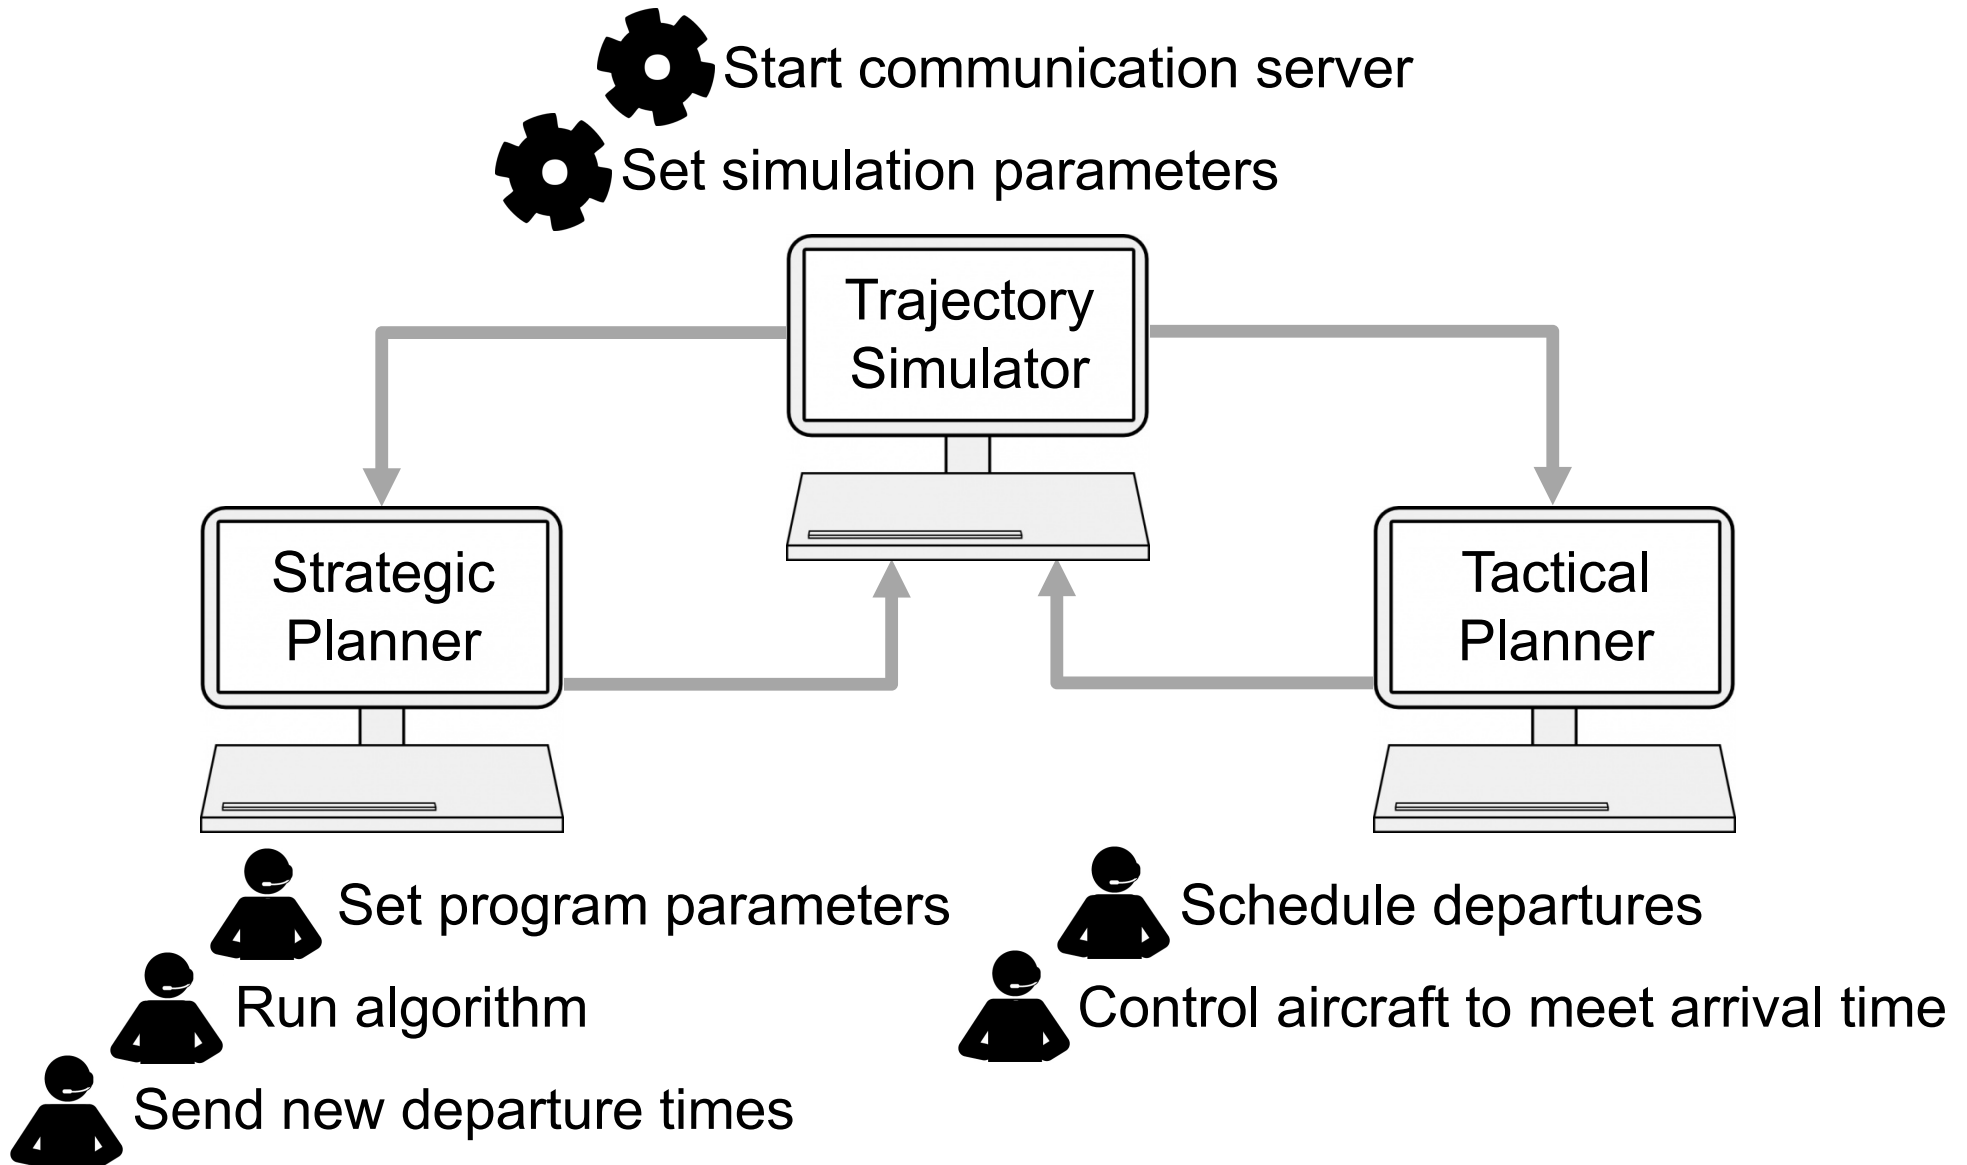 Start communication server
Set simulation parameters
Trajectory
Simulator
Strategic
Planner
Tactical
Planner
Set program parameters
Run algorithm
Send new departure times
Schedule departures
Control aircraft to meet arrival time